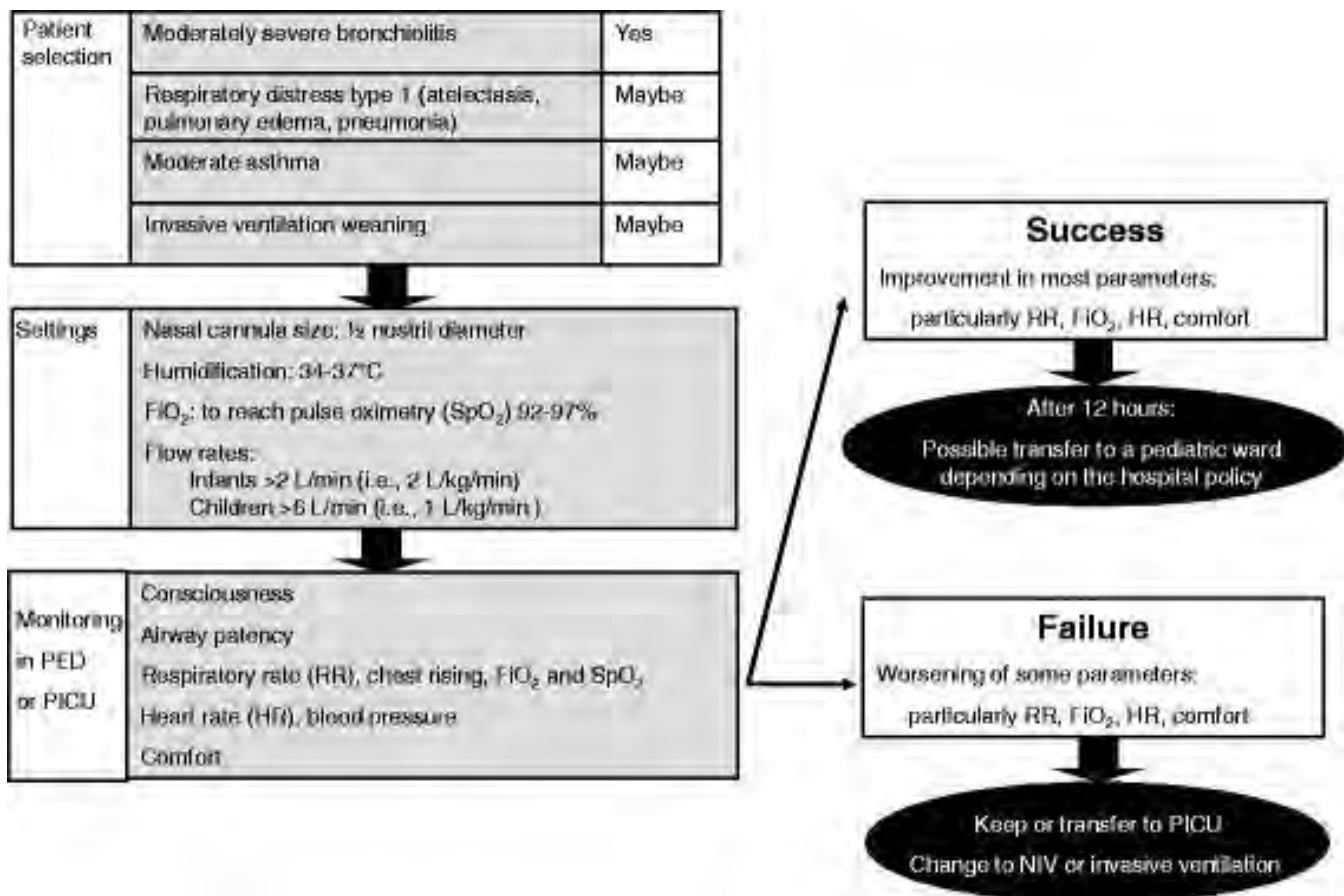 Patient
selection
Moderately severe bronchiolitis
Yes
Respiratory distress type 1 (atelectasis,
pulmonary edema, pneumonia)
Maybe
Moderate asthma
Maybe
Invasive ventilation weaning
Maybe
Settings
Nasal cannula size: ½ nostril diameter
Humidification: 34-37°C
FiO₂: to reach pulse oximetry (SpO₂) 92-97%
Flow rates:
Infants >2 L/min (i.e., 2 L/kg/min)
Children >6 L/min (i.e., 1 L/kg/min )
Monitoring
in PED
or PICU
Consciousness
Airway patency
Respiratory rate (RR), chest rising, FiO₂ and SpO₂
Heart rate (HR), blood pressure
Comfort
Success
Improvement in most parameters:
particularly RR, FiO₂, HR, comfort
After 12 hours:
Possible transfer to a pediatric ward
depending on the hospital policy
Failure
Worsening of some parameters:
particularly RR, FiO₂, HR, comfort
Keep or transfer to PICU
Change to NIV or invasive ventilation